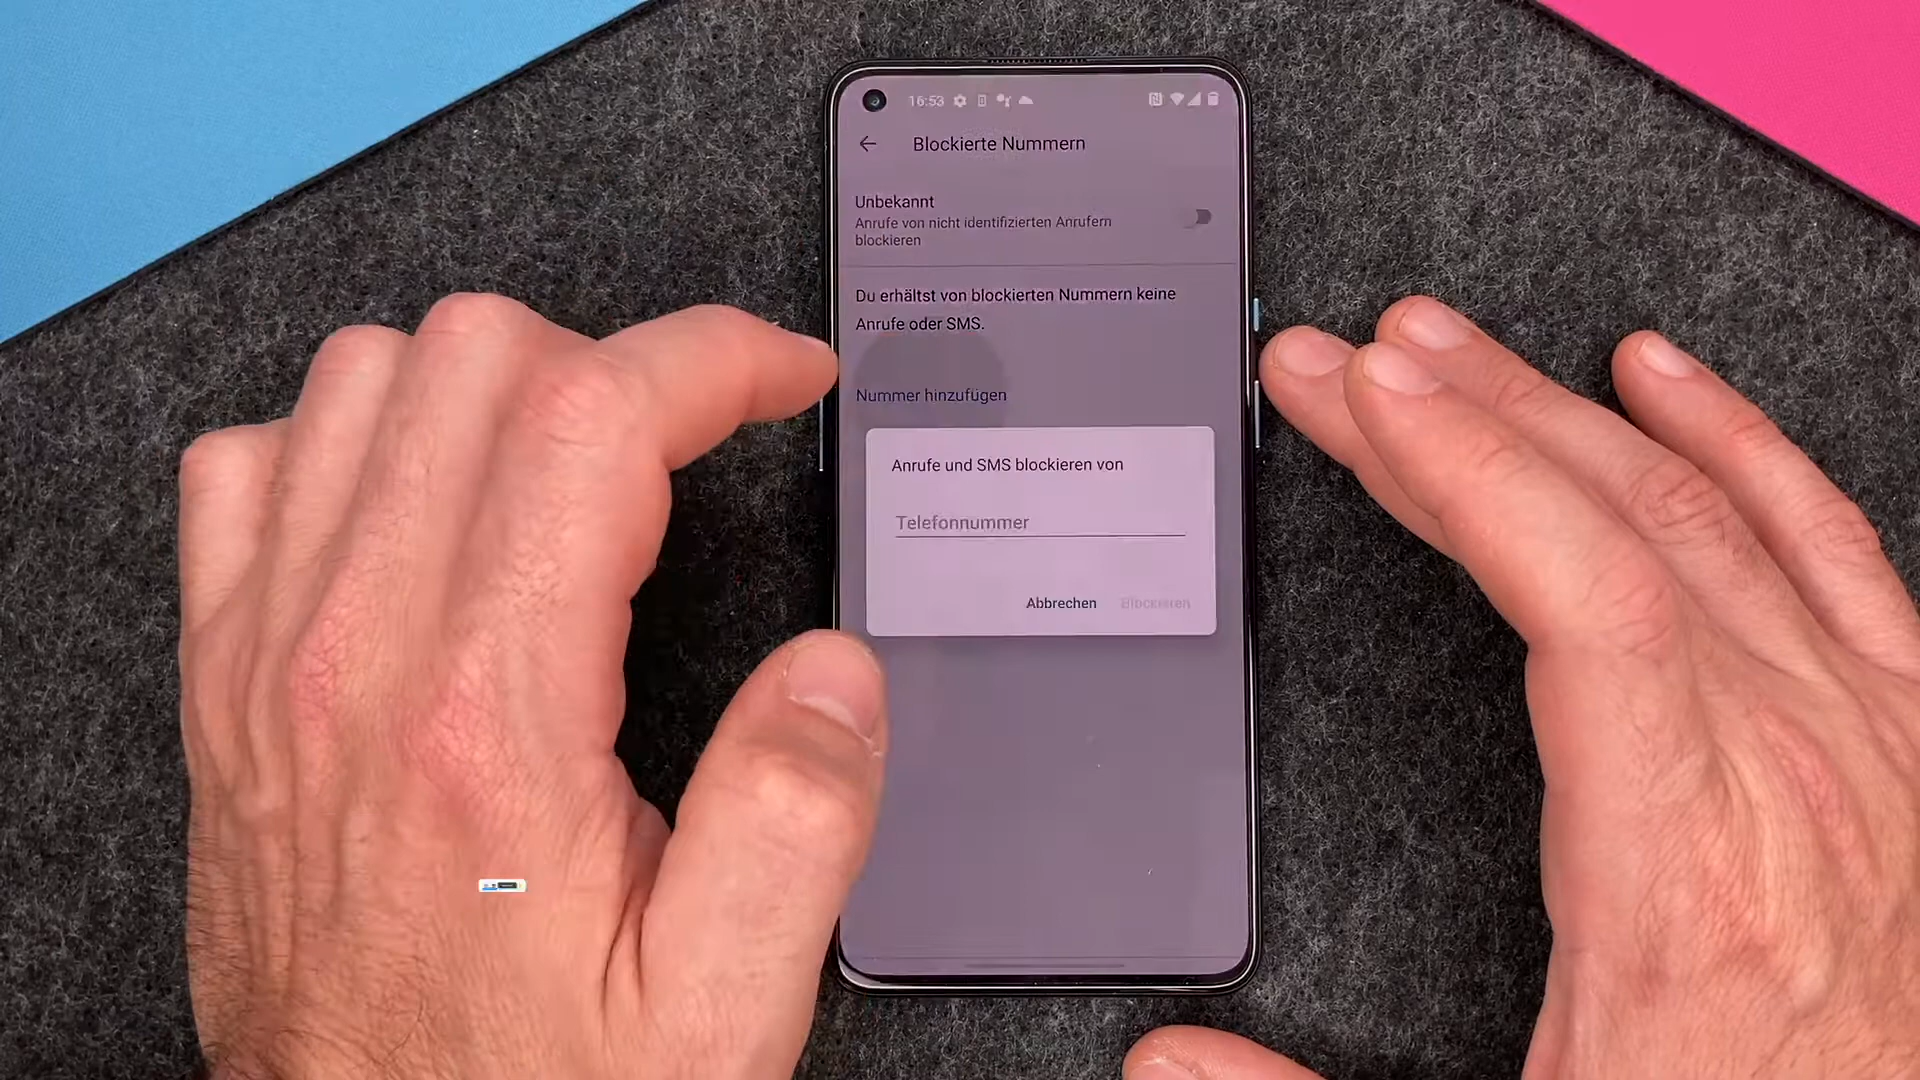 16:53
Blockierte Nummern
Unbekannt
Anrufe von nicht identifizierten Anrufern
blockieren
Du erhältst von blockierten Nummern keine
Anrufe oder SMS.
Nummer hinzufügen
Anrufe und SMS blockieren von
Telefonnummer
Abbrechen Blockieren